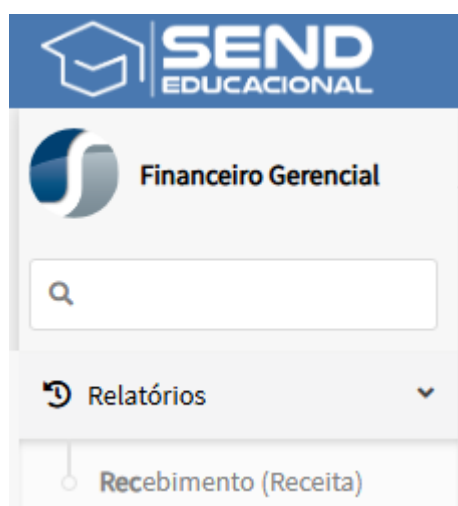 SEND
EDUCACIONAL
Financeiro Gerencial
Relatórios
Recebimento (Receita)